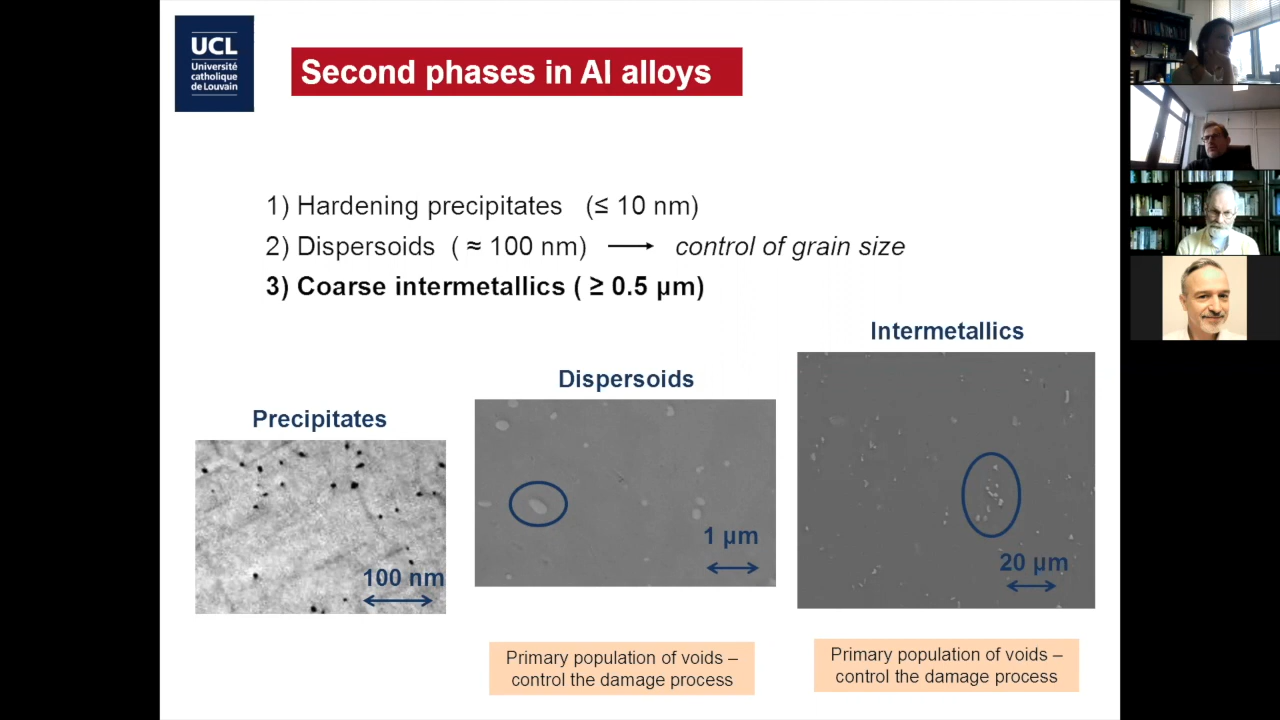 UCL
Université
catholique
de Louvain
Second phases in Al alloys
1) Hardening precipitates (≤ 10 nm)
2) Dispersoids ( ≈ 100 nm) → control of grain size
3) Coarse intermetallics ( ≥ 0.5 µm)
Precipitates
100 nm
Dispersoids
1 µm
Primary population of voids –
control the damage process
Intermetallics
20 µm
Primary population of voids –
control the damage process